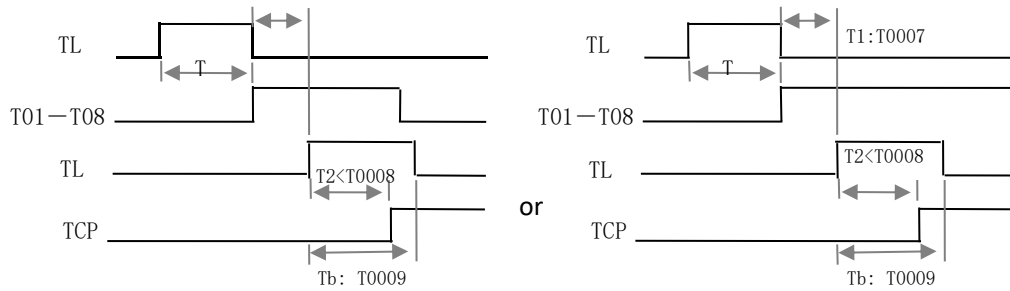 TL
T
T01－T08
TL
T2<T0008
TCP
Tb: T0009
or
TL
T1:T0007
T
T01－T08
TL
T2<T0008
TCP
Tb: T0009